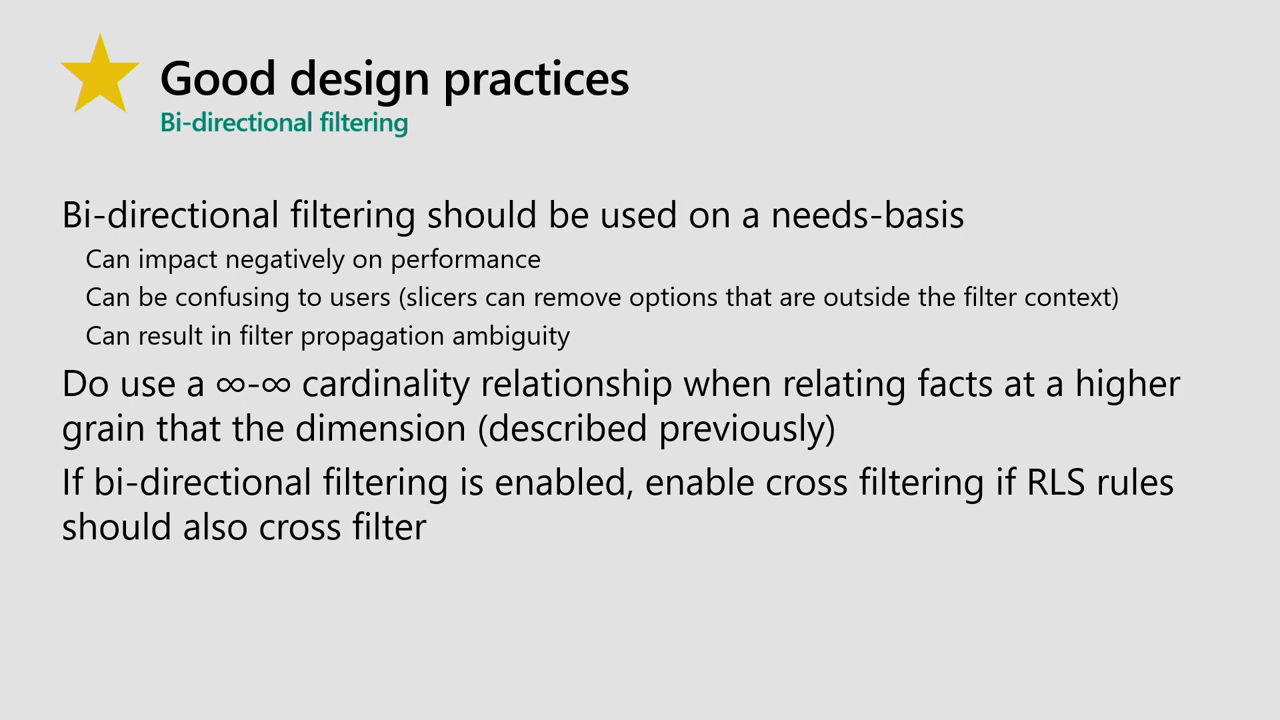 Good design practices
Bi-directional filtering
Bi-directional filtering should be used on a needs-basis
Can impact negatively on performance
Can be confusing to users (slicers can remove options that are outside the filter context)
Can result in filter propagation ambiguity
Do use a ∞-∞ cardinality relationship when relating facts at a higher
grain that the dimension (described previously)
If bi-directional filtering is enabled, enable cross filtering if RLS rules
should also cross filter